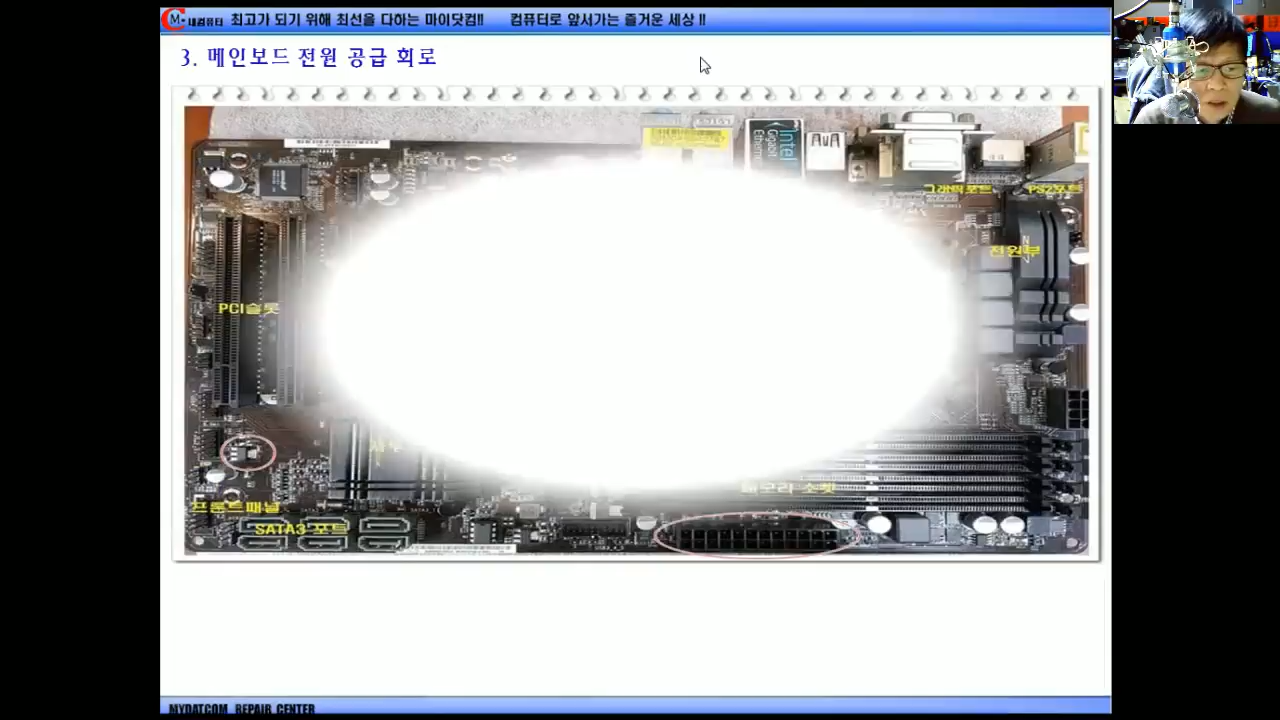 C M. 내컴퓨터 최고가 되기 위해 최선을 다하는 마이닷컴!! 컴퓨터로 앞서가는 즐거운 세상 !!
3. 메인보드 전원 공급 회로
intel
Gigabit
Ethernet
그래픽포트
PS2포트
전원부
PCI슬롯
메모리 소켓
프론트패널
SATA3 포트
MYDATCOM REPAIR CENTER